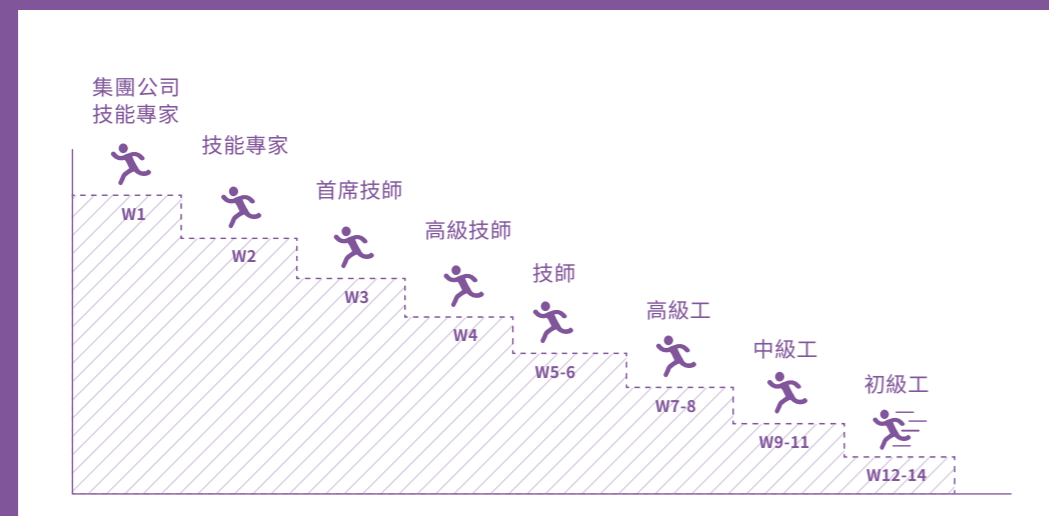 集團公司
技能專家
W1
技能專家
W2
首席技師
W3
高級技師
W4
技師
W5-6
高級工
W7-8
中級工
W9-11
初級工
W12-14